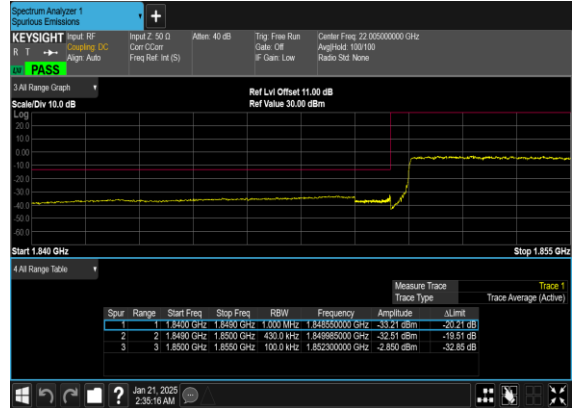 Spectrum Analyzer 1
Spurious Emissions
+
KEYSIGHT Input: RF Input Z: 50 Ω Atten: 40 dB Trig: Free Run Center Freq: 22.005000000 GHz
R T Coupling: DC Corr CCorr Gate: Off Avg|Hold: 100/100
Align: Auto Freq Ref: Int (S) IF Gain: Low Radio Std: None
PASS
3 All Range Graph
Ref Lvl Offset 11.00 dB
Scale/Div 10.0 dB Ref Value 30.00 dBm
Log
20.0
10.0
0.00
-10.0
-20.0
-30.0
-40.0
-50.0
-60.0
Start 1.840 GHz Stop 1.855 GHz
4 All Range Table
Measure Trace Trace 1
Trace Type Trace Average (Active)
Spur Range Start Freq Stop Freq RBW Frequency Amplitude ΔLimit
1 1 1.8400 GHz 1.8490 GHz 1.000 MHz 1.848550000 GHz -33.21 dBm -20.21 dB
2 2 1.8490 GHz 1.8500 GHz 430.0 kHz 1.849985000 GHz -32.51 dBm -19.51 dB
3 3 1.8500 GHz 1.8550 GHz 100.0 kHz 1.852300000 GHz -2.850 dBm -32.85 dB
? Jan 21, 2025
2:35:16 AM